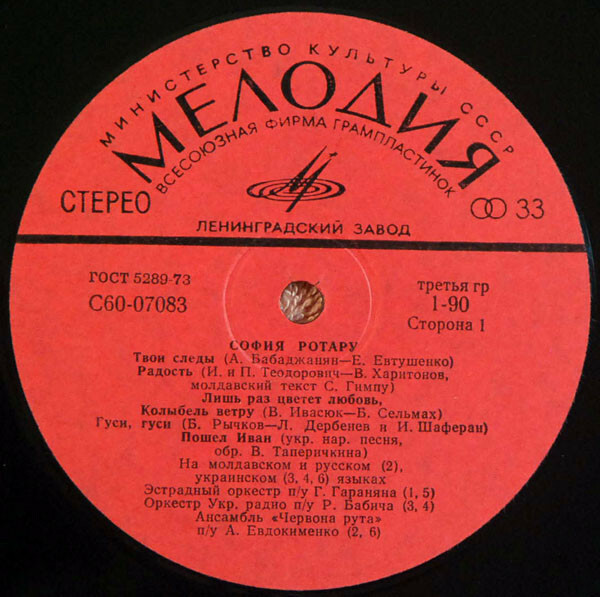 МИНИСТЕРСТВО КУЛЬТУРЫ СССР
МЕЛОДИЯ
ВСЕСОЮЗНАЯ ФИРМА ГРАМПЛАСТИНОК
СТЕРЕО
33
ЛЕНИНГРАДСКИЙ ЗАВОД
ГОСТ 5289-73
С60-07083
третья гр
1-90
Сторона 1
СОФИЯ РОТАРУ
Твои следы (А. Бабаджанян—Е. Евтушенко)
Радость (И. и П. Теодорович—В. Харитонов,
молдавский текст С. Гимпу)
Лишь раз цветет любовь,
Колыбель ветру (В. Ивасюк—Б. Сельмах)
Гуси, гуси (Б. Рычков—Л. Дербенев и И. Шаферан)
Пошел Иван (укр. нар. песня,
обр. В. Таперичкина)
На молдавском и русском (2),
украинском (3, 4, 6) языках
Эстрадный оркестр п/у Г. Гараняна (1, 5)
Оркестр Укр. радио п/у Р. Бабича (3, 4)
Ансамбль «Червона рута»
п/у А. Евдокименко (2, 6)